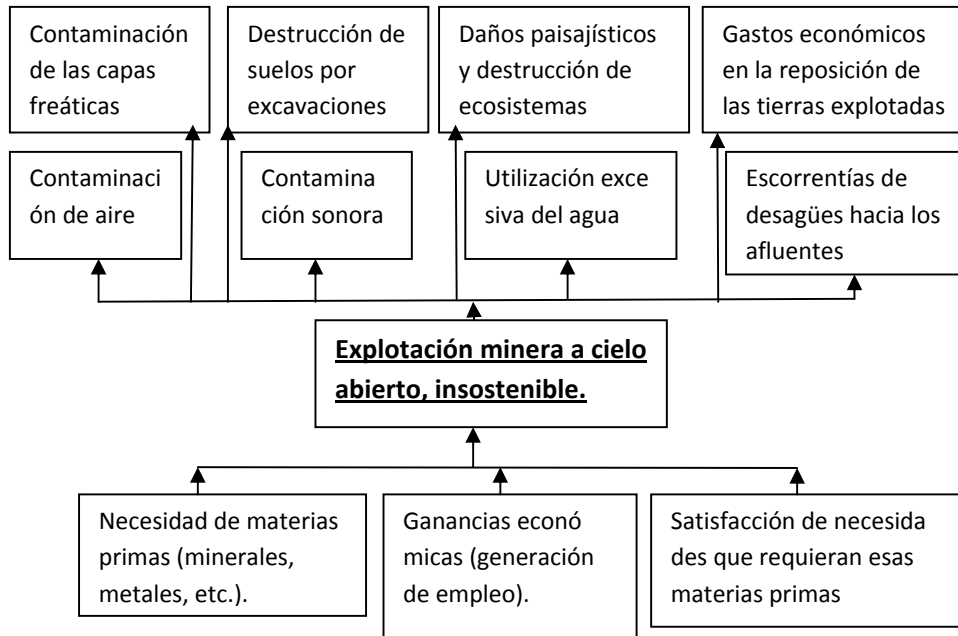 Contaminación
de las capas
freáticas
Destrucción de
suelos por
excavaciones
Daños paisajísticos
y destrucción de
ecosistemas
Gastos económicos
en la reposición de
las tierras explotadas
Contaminaci
ón de aire
Contamina
ción sonora
Utilización exce
siva del agua
Escorrentías de
desagües hacia los
afluentes
Explotación minera a cielo
abierto, insostenible.
Necesidad de materias
primas (minerales,
metales, etc.).
Ganancias econó
micas (generación
de empleo).
Satisfacción de necesida
des que requieran esas
materias primas